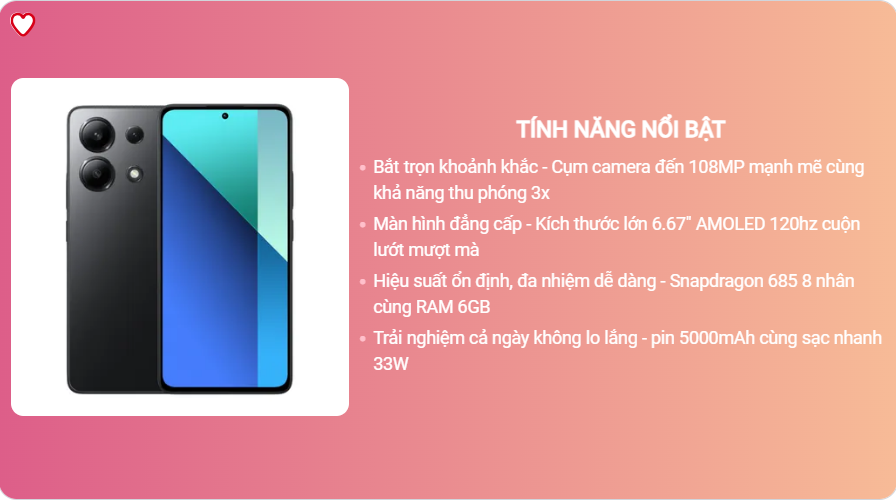 TÍNH NĂNG NỔI BẬT
Bắt trọn khoảnh khắc - Cụm camera đến 108MP mạnh mẽ cùng
khả năng thu phóng 3x
Màn hình đẳng cấp - Kích thước lớn 6.67" AMOLED 120hz cuộn
lướt mượt mà
Hiệu suất ổn định, đa nhiệm dễ dàng - Snapdragon 685 8 nhân
cùng RAM 6GB
Trải nghiệm cả ngày không lo lắng - pin 5000mAh cùng sạc nhanh
33W